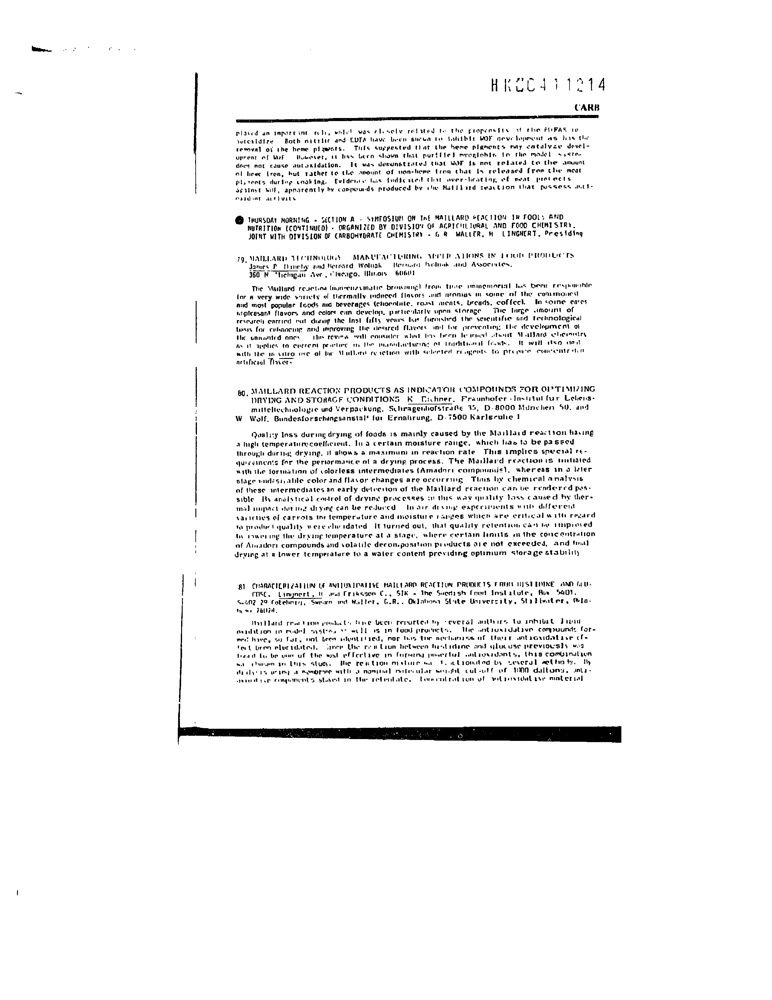 HKCC411214
CARB
played an important role, which was closely related to the propensity of the PUFAs to
autoxidize. Both nitrite and EDTA have been shown to inhibit WOF development as has the
removal of the heme pigments. This suggested that the heme pigments may catalyze devel-
opment of WOF. However, it has been shown that purified myoglobin in the model system
does not cause autoxidation. It was demonstrated that WOF is not related to the amount
of heme iron, but rather to the amount of non-heme iron that is released from the meat
pigments during cooking. Evidence has indicated that over-heating of meat protects
against WOF, apparently by compounds produced by the Maillard reaction that possess anti-
oxidant activity
THURSDAY MORNING - SECTION A - SYMPOSIUM ON THE MAILLARD REACTION IN FOODS AND
NUTRITION (CONTINUED) - ORGANIZED BY DIVISION OF AGRICULTURAL AND FOOD CHEMISTRY,
JOINT WITH DIVISION OF CARBOHYDRATE CHEMISTRY - G R WALLER, M LINGNERT, Presiding
79. MAILLARD TECHNOLOGY MANUFACTURING APPLICATIONS IN FOOD PRODUCTS
James P. Danehy and Bernard Wolnak Bernard Wolnak and Associates,
360 N Michigan Ave, Chicago, Illinois 60601
The Maillard reaction (nonenzymatic browning) from time immemorial has been responsible
for a very wide variety of thermally induced flavors and aromas in some of the commonest
and most popular foods and beverages (chocolate, roast meats, breads, coffee). In some cases
unpleasant flavors and colors can develop, particularly upon storage The large amount of
research carried out during the last fifty years has furnished the scientific and technological
basis for enhancing and improving the desired flavors and for preventing the development of
the unwanted ones The review will consider what has been learned about Maillard chemistry
as it applies to current practice in the manufacturing of traditional foods. It will also deal
with the in vitro use of the Maillard reaction with selected reagents to prepare concentrated
artificial flavors
80. MAILLARD REACTION PRODUCTS AS INDICATOR COMPOUNDS FOR OPTIMIZING
DRYING AND STORAGE CONDITIONS K Eichner, Fraunhofer-Institut für Lebens-
mitteltechnologie und Verpackung, Schragenhofstraße 35, D-8000 München 50, and
W Wolf, Bundesforschungsanstalt für Ernährung, D-7500 Karlsruhe 1
Quality loss during drying of foods is mainly caused by the Maillard reaction having
a high temperature coefficient. In a certain moisture range, which has to be passed
through during drying, it shows a maximum in reaction rate This implies special re-
quirements for the performance of a drying process. The Maillard reaction is initiated
with the formation of colorless intermediates (Amadori compounds), whereas in a later
stage undesirable color and flavor changes are occurring Thus by chemical analysis
of these intermediates an early detection of the Maillard reaction can be rendered pos-
sible By analytical control of drying processes in this way quality loss caused by ther-
mal impact during drying can be reduced In air drying experiments with different
varieties of carrots the temperature and moisture ranges which are critical with regard
to product quality were elucidated It turned out, that quality retention can be improved
by lowering the drying temperature at a stage, where certain limits in the concentration
of Amadori compounds and volatile decomposition products are not exceeded, and final
drying at a lower temperature to a water content providing optimum storage stability
81 CHARACTERIZATION OF ANTIOXIDATIVE MAILLARD REACTION PRODUCTS FROM HISTIDINE AND GLU-
COSE. Lingnert, H and Eriksson C., SIK - The Swedish Food Institute, Box 5401,
S-402 29 Goteborg, Sweden and Waller, G.R., Oklahoma State University, Stillwater, Okla-
homa 74074.
Maillard reaction products have been reported by several authors to inhibit lipid
oxidation in model systems as well as in food products. The antioxidative compounds for-
med have, so far, not been identified, nor has the mechanism of their antioxidative ef-
fect been elucidated. Since the reaction between histidine and glucose previously was
found to be one of the most effective in forming powerful antioxidants, this combination
was chosen in this study. The reaction mixture was fractionated by several methods. By
dialysis using a membrane with a nominal molecular weight cut-off of 1000 daltons, anti-
oxidative components stayed in the retentate. Concentration of antioxidative material